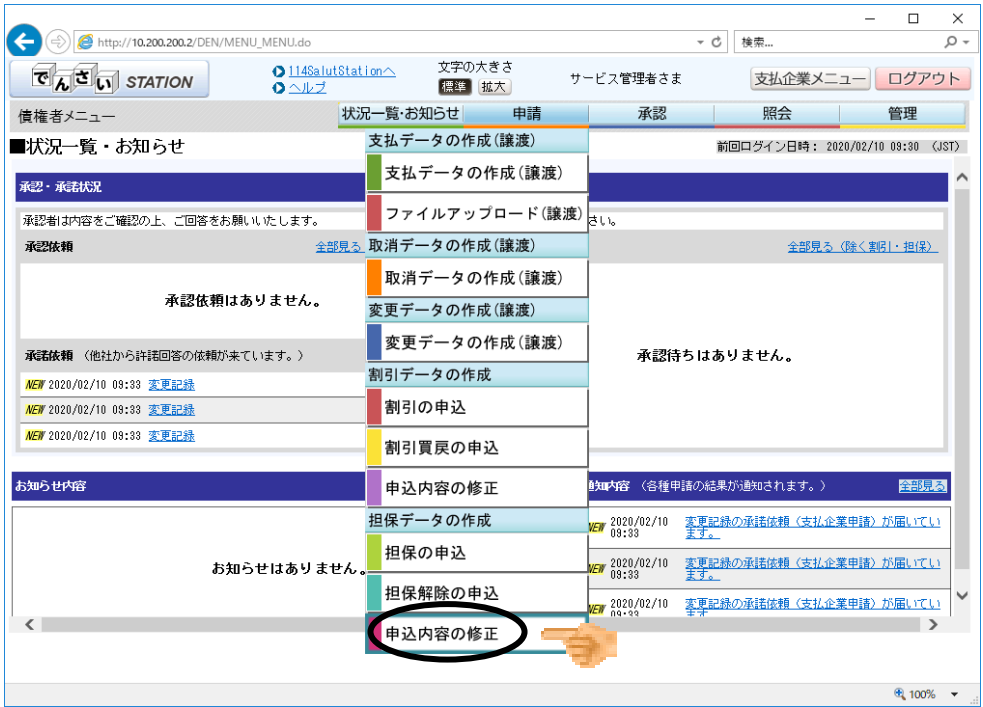 http://10.200.200.2/DEN/MENU_MENU.do
検索...
でんさい STATION
114SalutStationへ
ヘルプ
文字の大きさ
標準 拡大
サービス管理者さま
支払企業メニュー
ログアウト
債権者メニュー
状況一覧・お知らせ 申請 承認 照会 管理
■状況一覧・お知らせ
前回ログイン日時： 2020/02/10 09:30 (JST)
承認・承諾状況
承認者は内容をご確認の上、ご回答をお願いいたします。
さい。
承認依頼
全部見る
全部見る（除く割引・担保）
承認依頼はありません。
承認待ちはありません。
承諾依頼 （他社から許諾回答の依頼が来ています。）
NEW 2020/02/10 09:33 変更記録
NEW 2020/02/10 09:33 変更記録
NEW 2020/02/10 09:33 変更記録
お知らせ内容
お知らせはありません。
通知内容 （各種申請の結果が通知されます。）
全部見る
NEW 2020/02/10 09:33 変更記録の承諾依頼（支払企業申請）が届いてい
ます。
NEW 2020/02/10 09:33 変更記録の承諾依頼（支払企業申請）が届いてい
ます。
NEW 2020/02/10 09:33 変更記録の承諾依頼（支払企業申請）が届いてい
支払データの作成(譲渡)
支払データの作成(譲渡)
ファイルアップロード(譲渡)
取消データの作成(譲渡)
取消データの作成(譲渡)
変更データの作成(譲渡)
変更データの作成(譲渡)
割引データの作成
割引の申込
割引買戻の申込
申込内容の修正
担保データの作成
担保の申込
担保解除の申込
申込内容の修正
100%